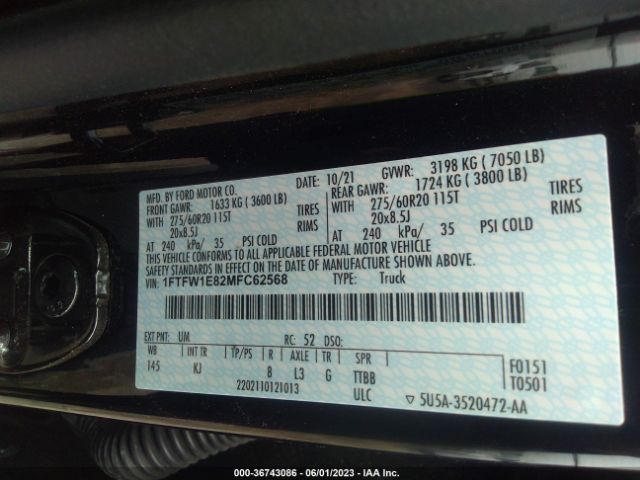 MFD. BY FORD MOTOR CO.
DATE: 10/21 GVWR: 3198 KG ( 7050 LB)
FRONT GAWR: 1633 KG ( 3600 LB)
REAR GAWR: 1724 KG ( 3800 LB)
WITH 275/60R20 115T TIRES
WITH 275/60R20 115T TIRES
20x8.5J RIMS
20x8.5J RIMS
AT 240 kPa/ 35 PSI COLD
AT 240 kPa/ 35 PSI COLD
THIS VEHICLE CONFORMS TO ALL APPLICABLE FEDERAL MOTOR VEHICLE
SAFETY STANDARDS IN EFFECT ON THE DATE OF MANUFACTURE SHOWN ABOVE.
VIN: 1FTFW1E82MFC62568 TYPE: Truck
EXT PNT: UM RC: 52 DSO:
WB INT TR TP/PS R AXLE TR SPR
145 KJ B L3 G TTBB
F0151
T0501
2202110121013 ULC
5U5A-3520472-AA
000-36743086 - 06/01/2023 - IAA Inc.